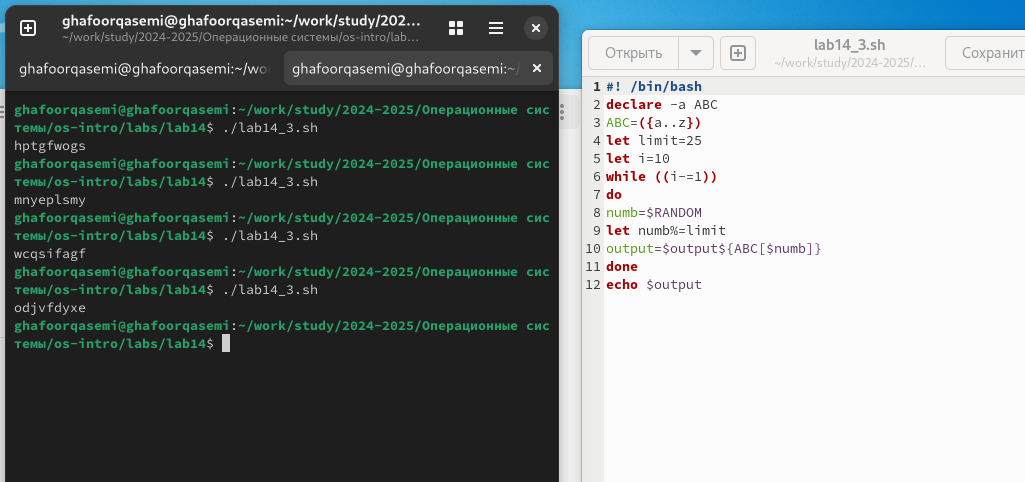 ghafoorqasemi@ghafoorqasemi:~/work/study/202...
~/work/study/2024-2025/Операционные системы/os-intro/lab...
ghafoorqasemi@ghafoorqasemi:~/wo
ghafoorqasemi@ghafoorqasemi:~/
ghafoorqasemi@ghafoorqasemi:~/work/study/2024-2025/Операционные сис
темы/os-intro/labs/lab14$ ./lab14_3.sh
hptgfwogs
ghafoorqasemi@ghafoorqasemi:~/work/study/2024-2025/Операционные сис
темы/os-intro/labs/lab14$ ./lab14_3.sh
mnyeplsmy
ghafoorqasemi@ghafoorqasemi:~/work/study/2024-2025/Операционные сис
темы/os-intro/labs/lab14$ ./lab14_3.sh
wcqsifagf
ghafoorqasemi@ghafoorqasemi:~/work/study/2024-2025/Операционные сис
темы/os-intro/labs/lab14$ ./lab14_3.sh
odjvfdyxe
ghafoorqasemi@ghafoorqasemi:~/work/study/2024-2025/Операционные сис
темы/os-intro/labs/lab14$
Открыть
lab14_3.sh
~/work/study/2024-2025/...
Сохранит
1 #! /bin/bash
2 declare -a ABC
3 ABC=({a..z})
4 let limit=25
5 let i=10
6 while ((i-=1))
7 do
8 numb=$RANDOM
9 let numb%=limit
10 output=$output${ABC[$numb]}
11 done
12 echo $output